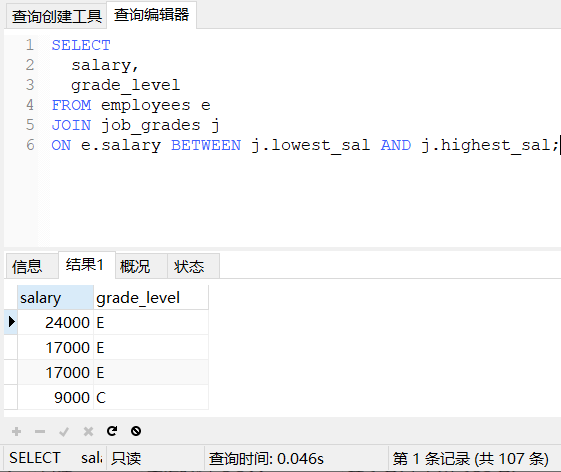 查询创建工具 查询编辑器
1 SELECT
2 salary,
3 grade_level
4 FROM employees e
5 JOIN job_grades j
6 ON e.salary BETWEEN j.lowest_sal AND j.highest_sal;
信息 结果1 概况 状态
salary grade_level
24000 E
17000 E
17000 E
9000 C
SELECT sala 只读 查询时间: 0.046s 第 1 条记录 (共 107 条)